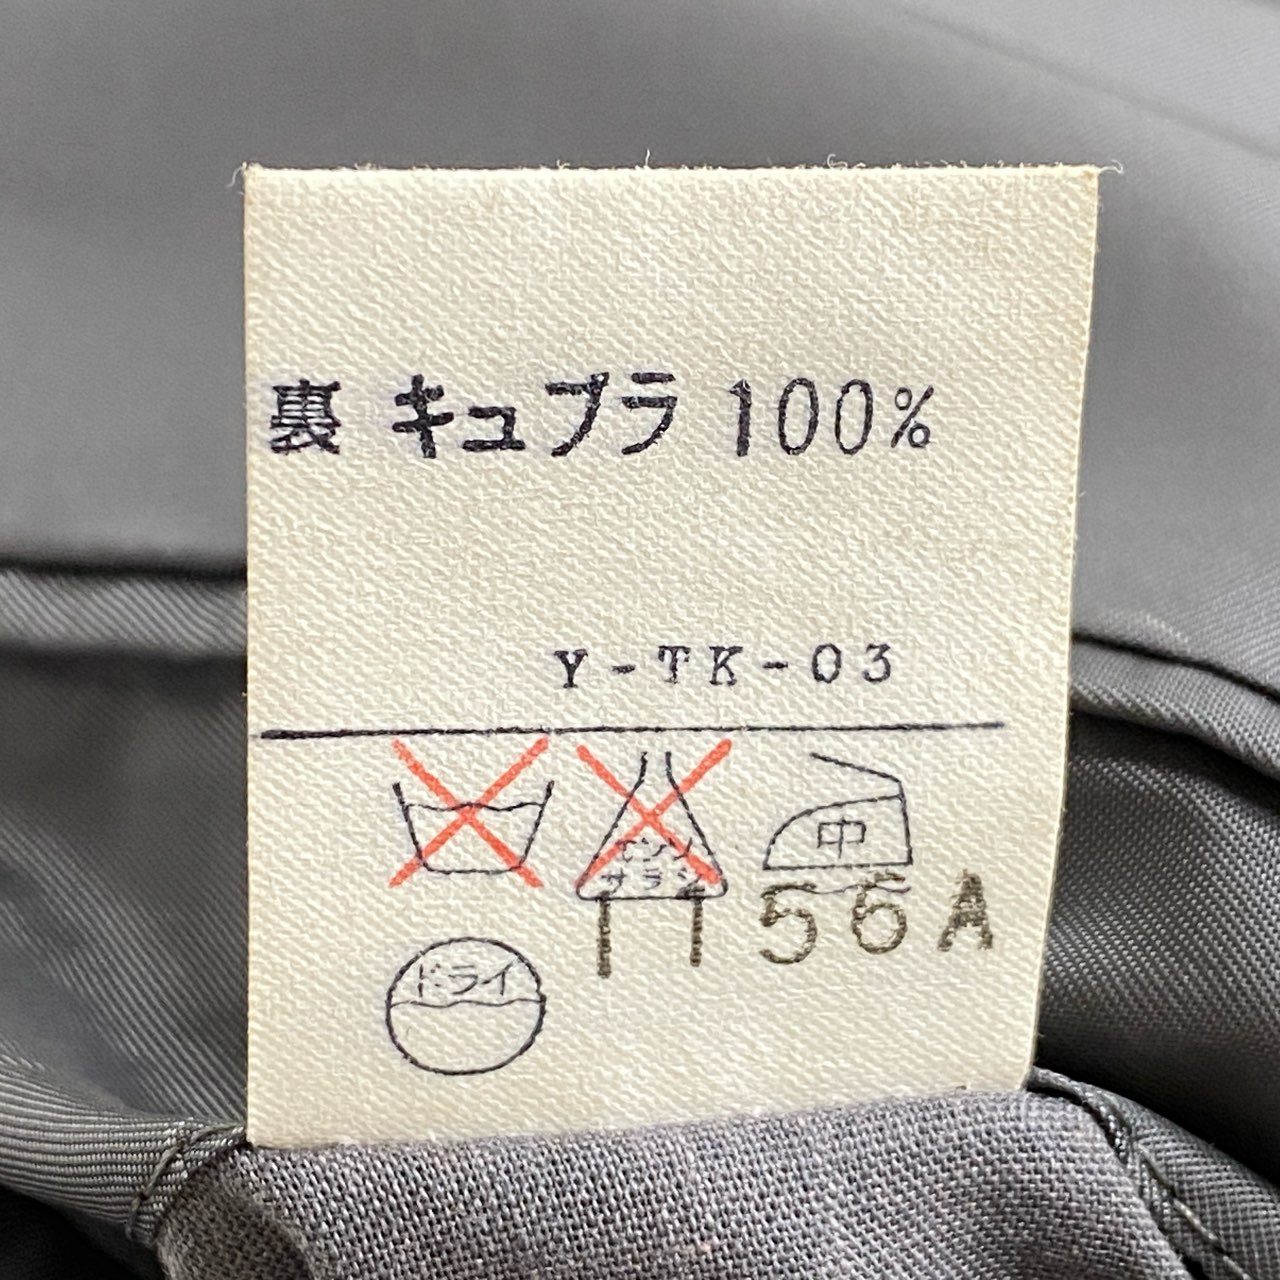 裏 キュプラ 100%
Y-TK-03
エンソ
サラシ
中
1156A
ドライ